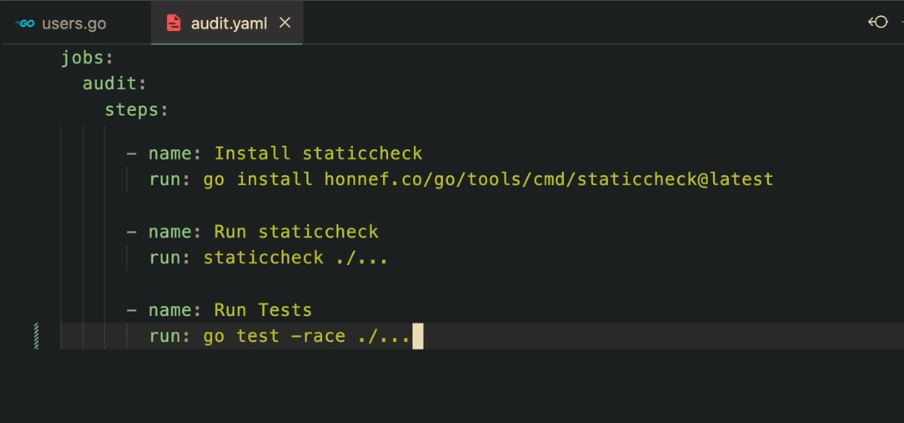 GO users.go audit.yaml ×
jobs:
  audit:
    steps:
      - name: Install staticcheck
        run: go install honnef.co/go/tools/cmd/staticcheck@latest
      - name: Run staticcheck
        run: staticcheck ./...
      - name: Run Tests
        run: go test -race ./...